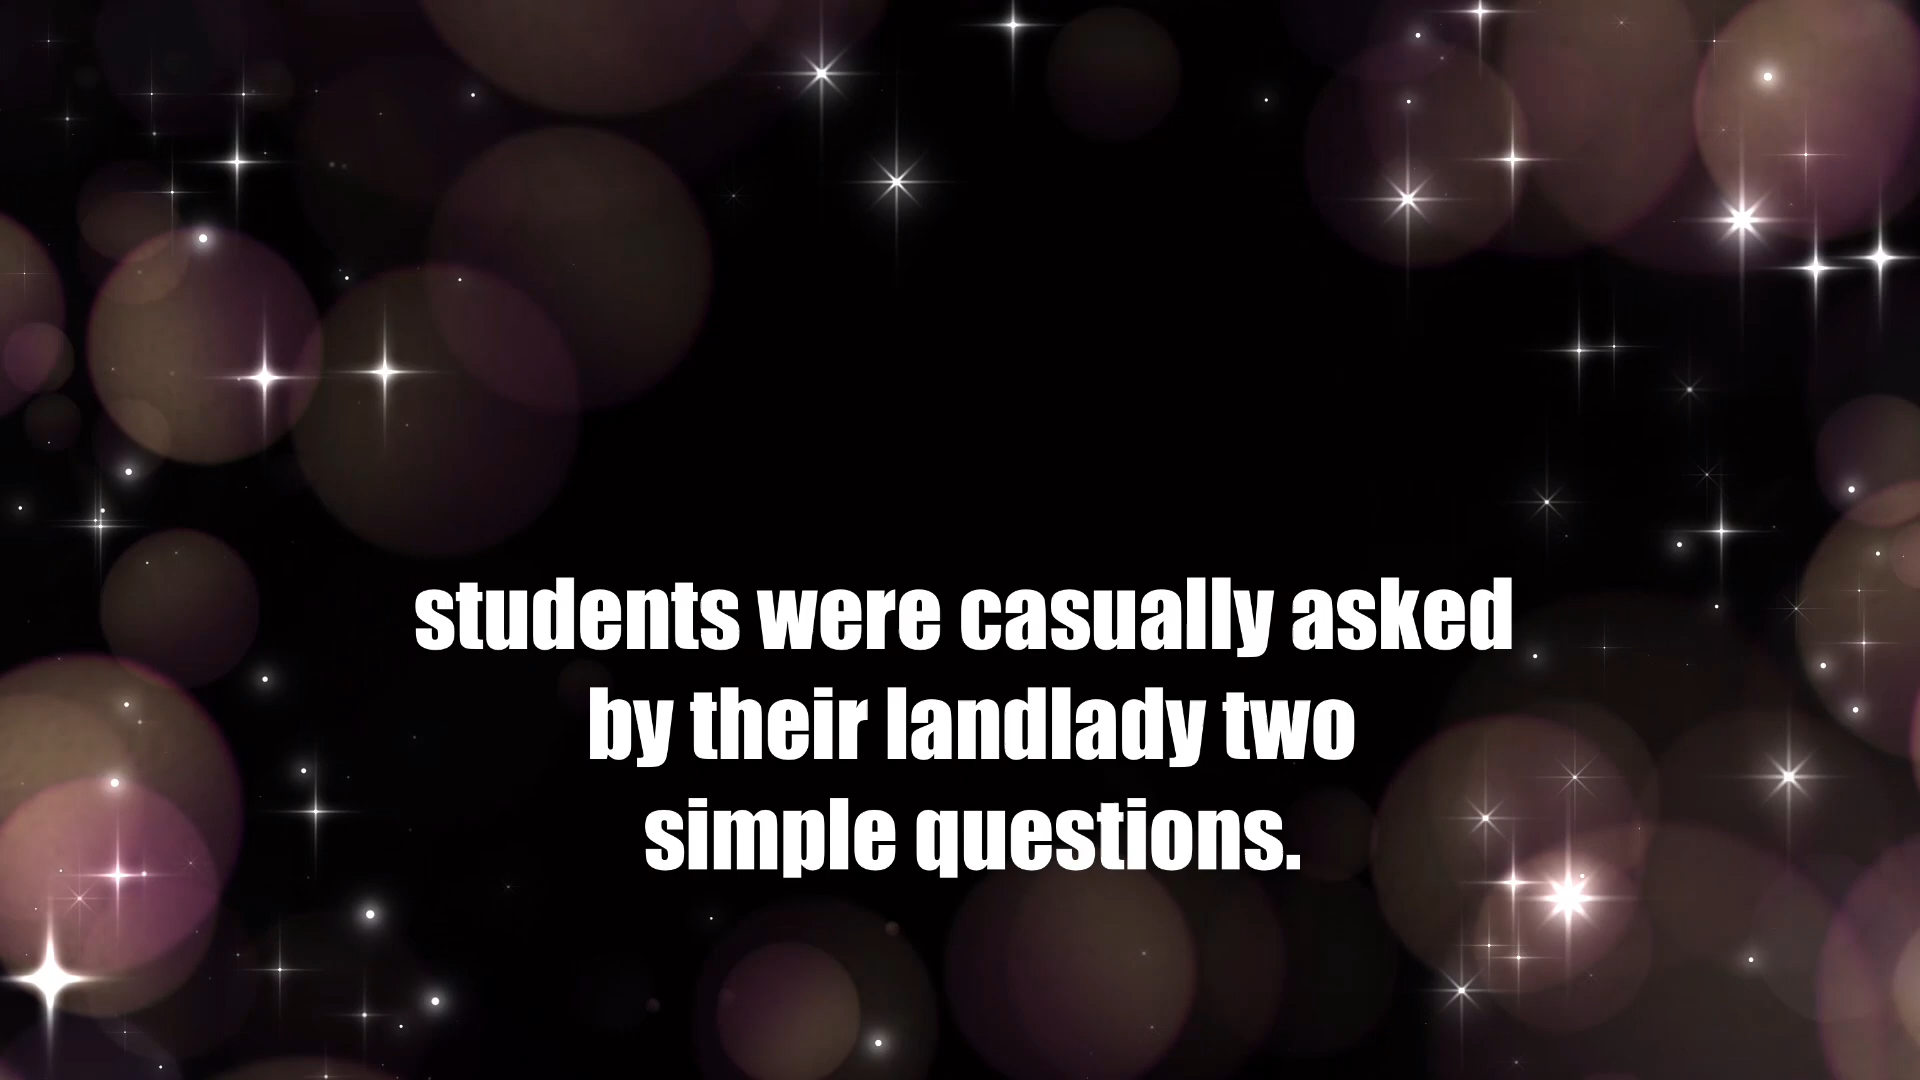 students were casually asked
by their landlady two
simple questions.